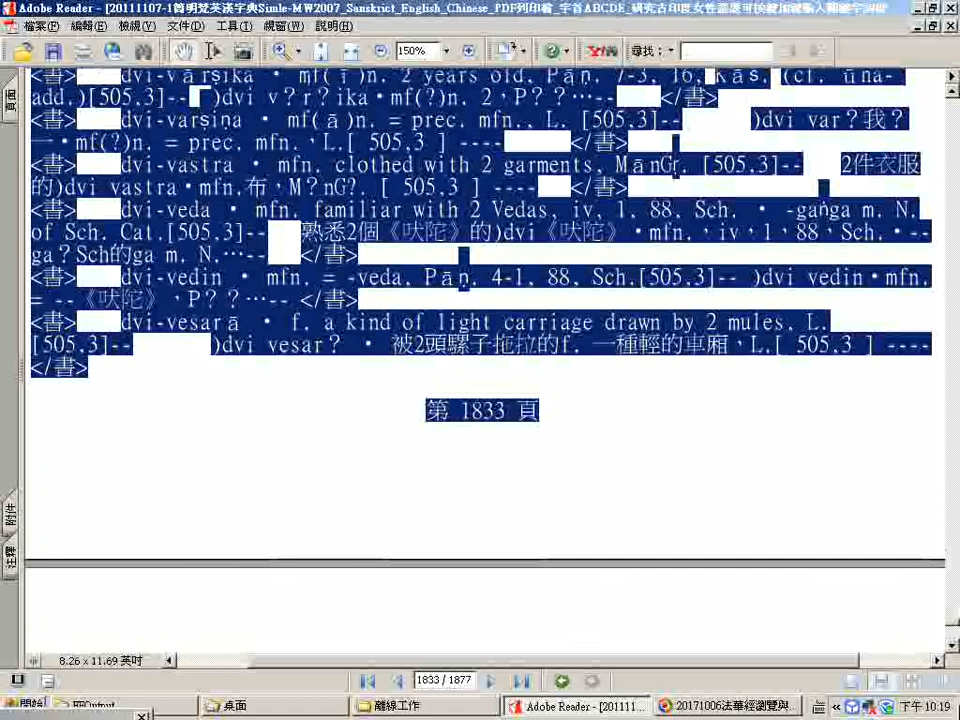 Adobe Reader - [20111107-1簡明梵英漢字典Simle-MW2007_Sanskrict_English_Chinese_PDF列印檔_字首ABCDE_研究古印度女性
檔案(F) 編輯(E) 檢視(V) 文件(D) 工具(T) 視窗(W) 說明(H)
150% Y! 尋找:
頁面
<書> dvi-vārṣika • mf(ī)n. 2 years old, Pāṇ. 7-3, 16, Kāś. (cf. ūna-
add.)[505,3]-- )dvi v？r？ika•mf(?)n. 2，P？？…-- </書>
<書> dvi-varṣiṇa • mf(ā)n. = prec. mfn., L. [505,3]-- )dvi var？我？
一•mf(?)n. = prec. mfn.，L.[ 505,3 ] ---- </書>
<書> dvi-vastra • mfn. clothed with 2 garments, MānGṛ. [505,3]-- 2件衣服
的)dvi vastra•mfn.布，M？nG?. [ 505,3 ] ---- </書>
<書> dvi-veda • mfn. familiar with 2 Vedas, iv, 1, 88, Sch. • -gaṅga m. N.
of Sch. Cat.[505,3]-- 熟悉2個《吠陀》的)dvi《吠陀》•mfn.，iv，1，88，Sch.•--
ga？Sch的ga m. N.…-- </書>
<書> dvi-vedin • mfn. = -veda, Pāṇ. 4-1, 88, Sch.[505,3]-- )dvi vedin•mfn.
= --《吠陀》，P？？…-- </書>
<書> dvi-vesarā • f. a kind of light carriage drawn by 2 mules, L.
[505,3]-- )dvi vesar？ • 被2頭騾子拖拉的f. 一種輕的車廂，L.[ 505,3 ] ----
</書>
第 1833 頁
附件
注釋
8.26 x 11.69 英吋
1833 / 1877
開始 桌面 離線工作 Adobe Reader - [201111... 20171006法華經瀏覽與... « 下午 10:19